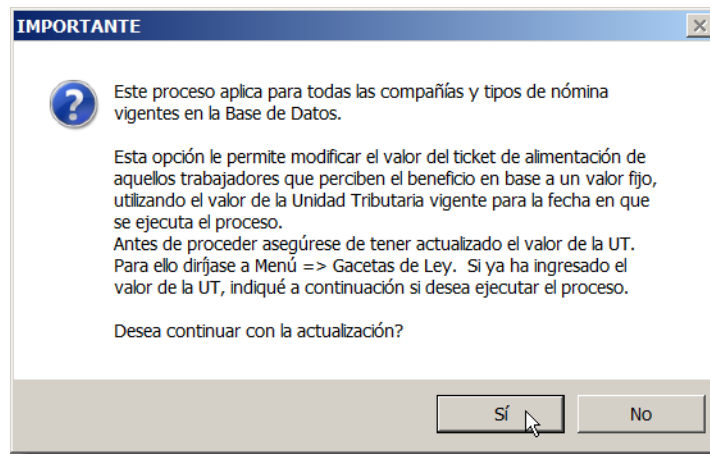 IMPORTANTE
Este proceso aplica para todas las compañías y tipos de nómina
vigentes en la Base de Datos.
Esta opción le permite modificar el valor del ticket de alimentación de
aquellos trabajadores que perciben el beneficio en base a un valor fijo,
utilizando el valor de la Unidad Tributaria vigente para la fecha en que
se ejecuta el proceso.
Antes de proceder asegúrese de tener actualizado el valor de la UT.
Para ello diríjase a Menú => Gacetas de Ley.  Si ya ha ingresado el
valor de la UT, indiqué a continuación si desea ejecutar el proceso.
Desea continuar con la actualización?
Sí
No